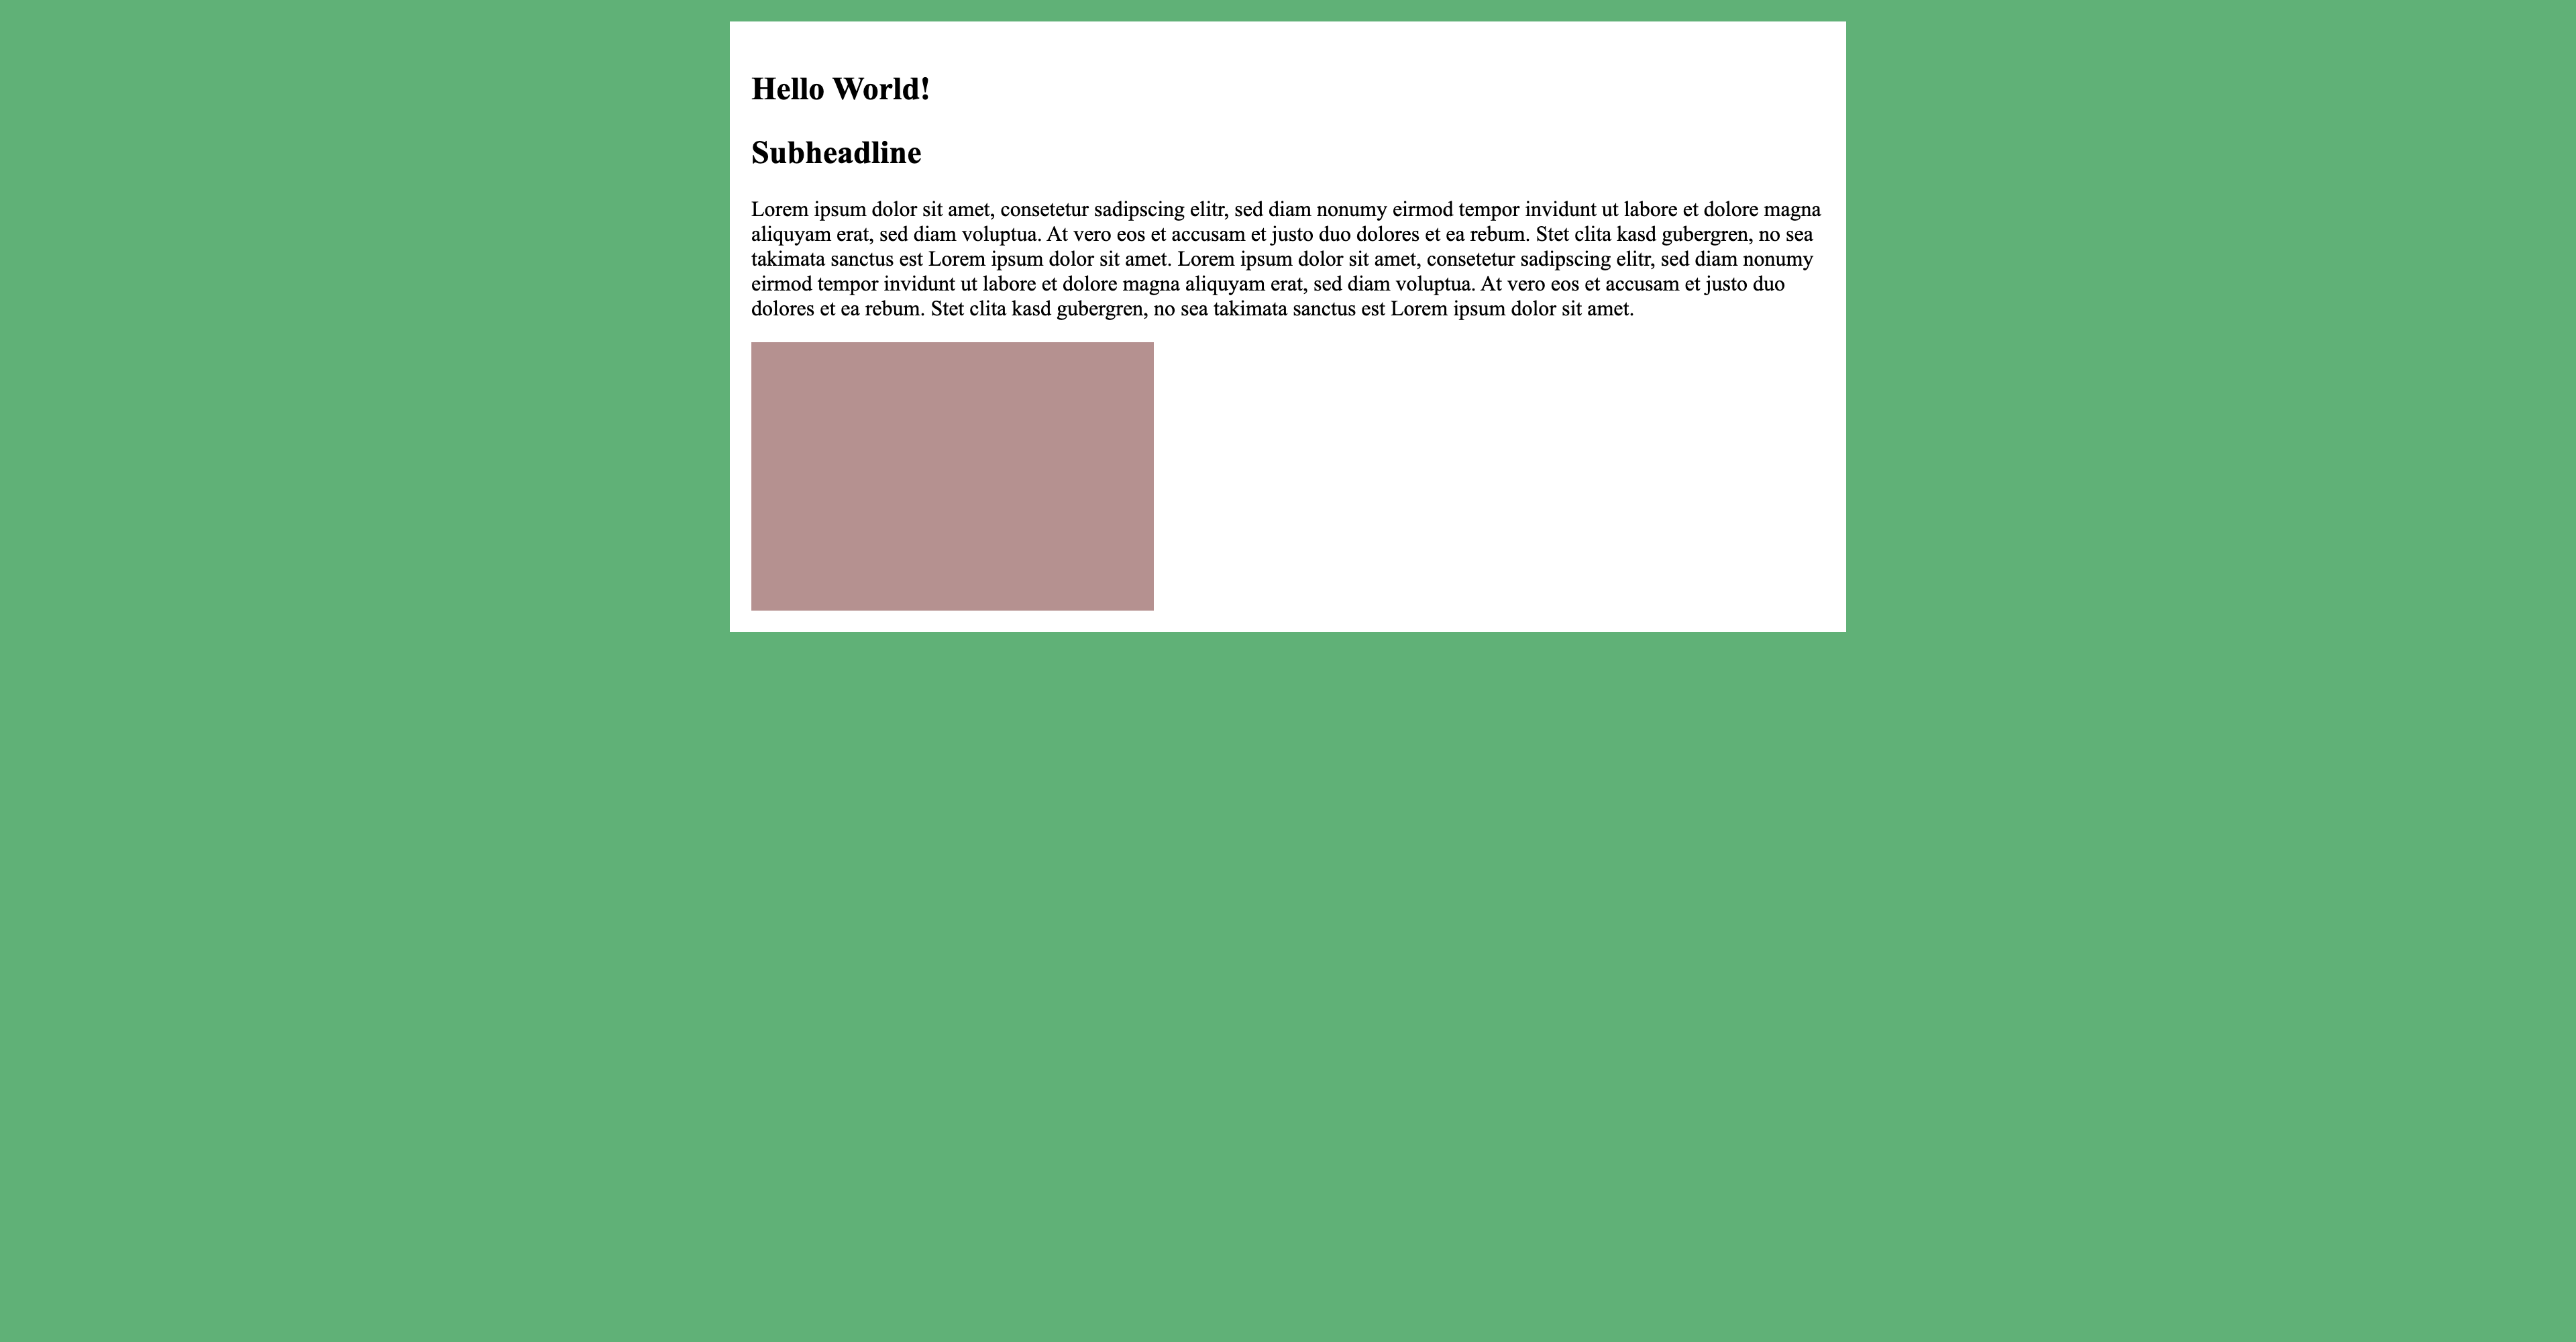 Hello World!
Subheadline
Lorem ipsum dolor sit amet, consetetur sadipscing elitr, sed diam nonumy eirmod tempor invidunt ut labore et dolore magna
aliquyam erat, sed diam voluptua. At vero eos et accusam et justo duo dolores et ea rebum. Stet clita kasd gubergren, no sea
takimata sanctus est Lorem ipsum dolor sit amet. Lorem ipsum dolor sit amet, consetetur sadipscing elitr, sed diam nonumy
eirmod tempor invidunt ut labore et dolore magna aliquyam erat, sed diam voluptua. At vero eos et accusam et justo duo
dolores et ea rebum. Stet clita kasd gubergren, no sea takimata sanctus est Lorem ipsum dolor sit amet.